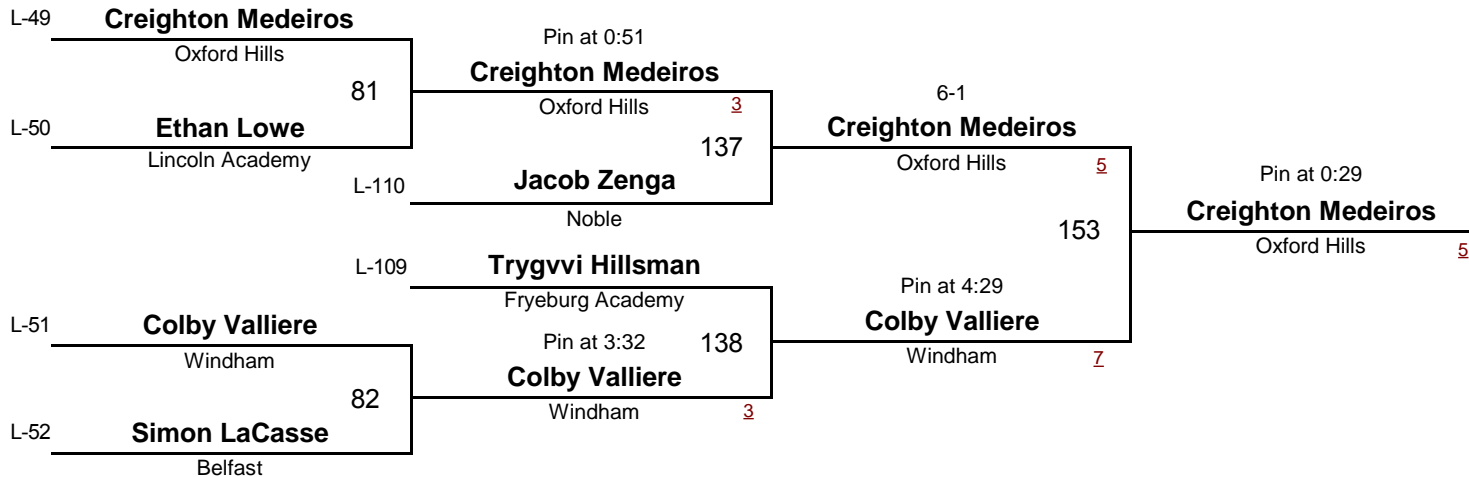 L-49
Creighton Medeiros
Oxford Hills
81
L-50
Ethan Lowe
Lincoln Academy
Pin at 0:51
Creighton Medeiros
Oxford Hills
3
137
L-110
Jacob Zenga
Noble
6-1
Creighton Medeiros
Oxford Hills
5
153
Pin at 0:29
Creighton Medeiros
Oxford Hills
5
L-109
Trygvvi Hillsman
Fryeburg Academy
138
Pin at 4:29
Colby Valliere
Windham
7
L-51
Colby Valliere
Windham
82
L-52
Simon LaCasse
Belfast
Pin at 3:32
Colby Valliere
Windham
3